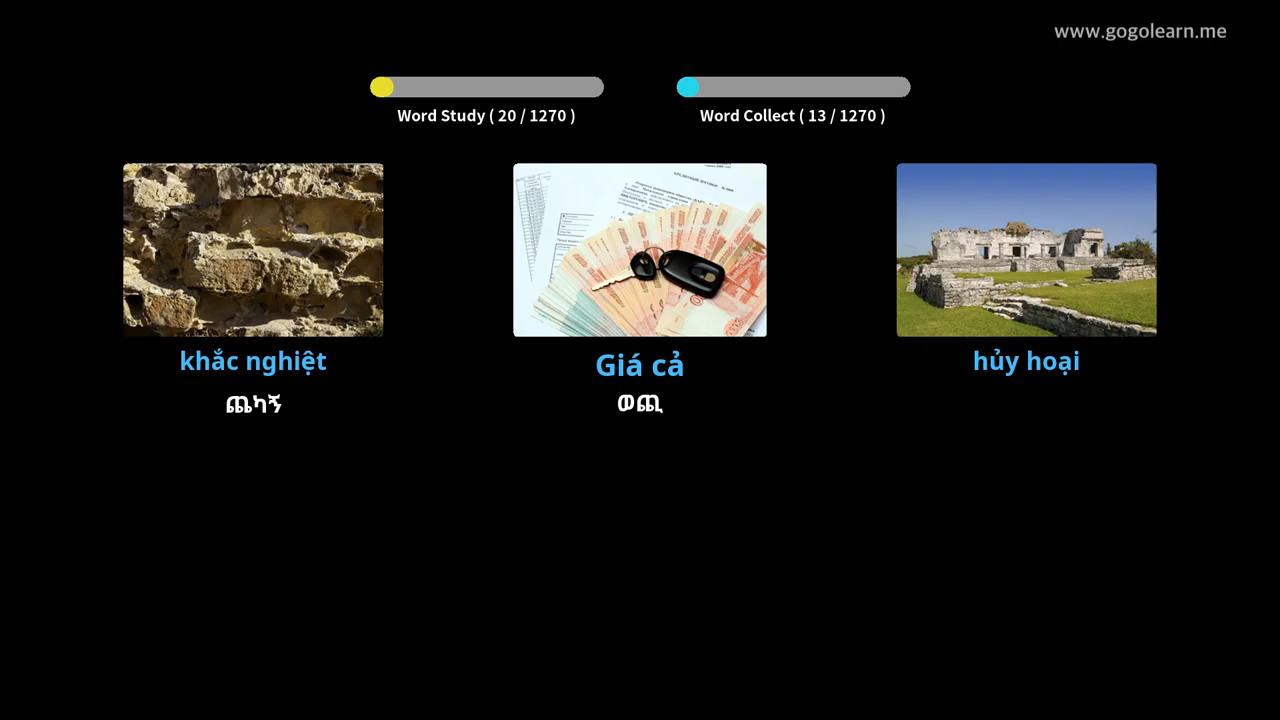 www.gogolearn.me
Word Study ( 20 / 1270 )
Word Collect ( 13 / 1270 )
khắc nghiệt
Giá cả
hủy hoại
ጨካኝ
ወጪ